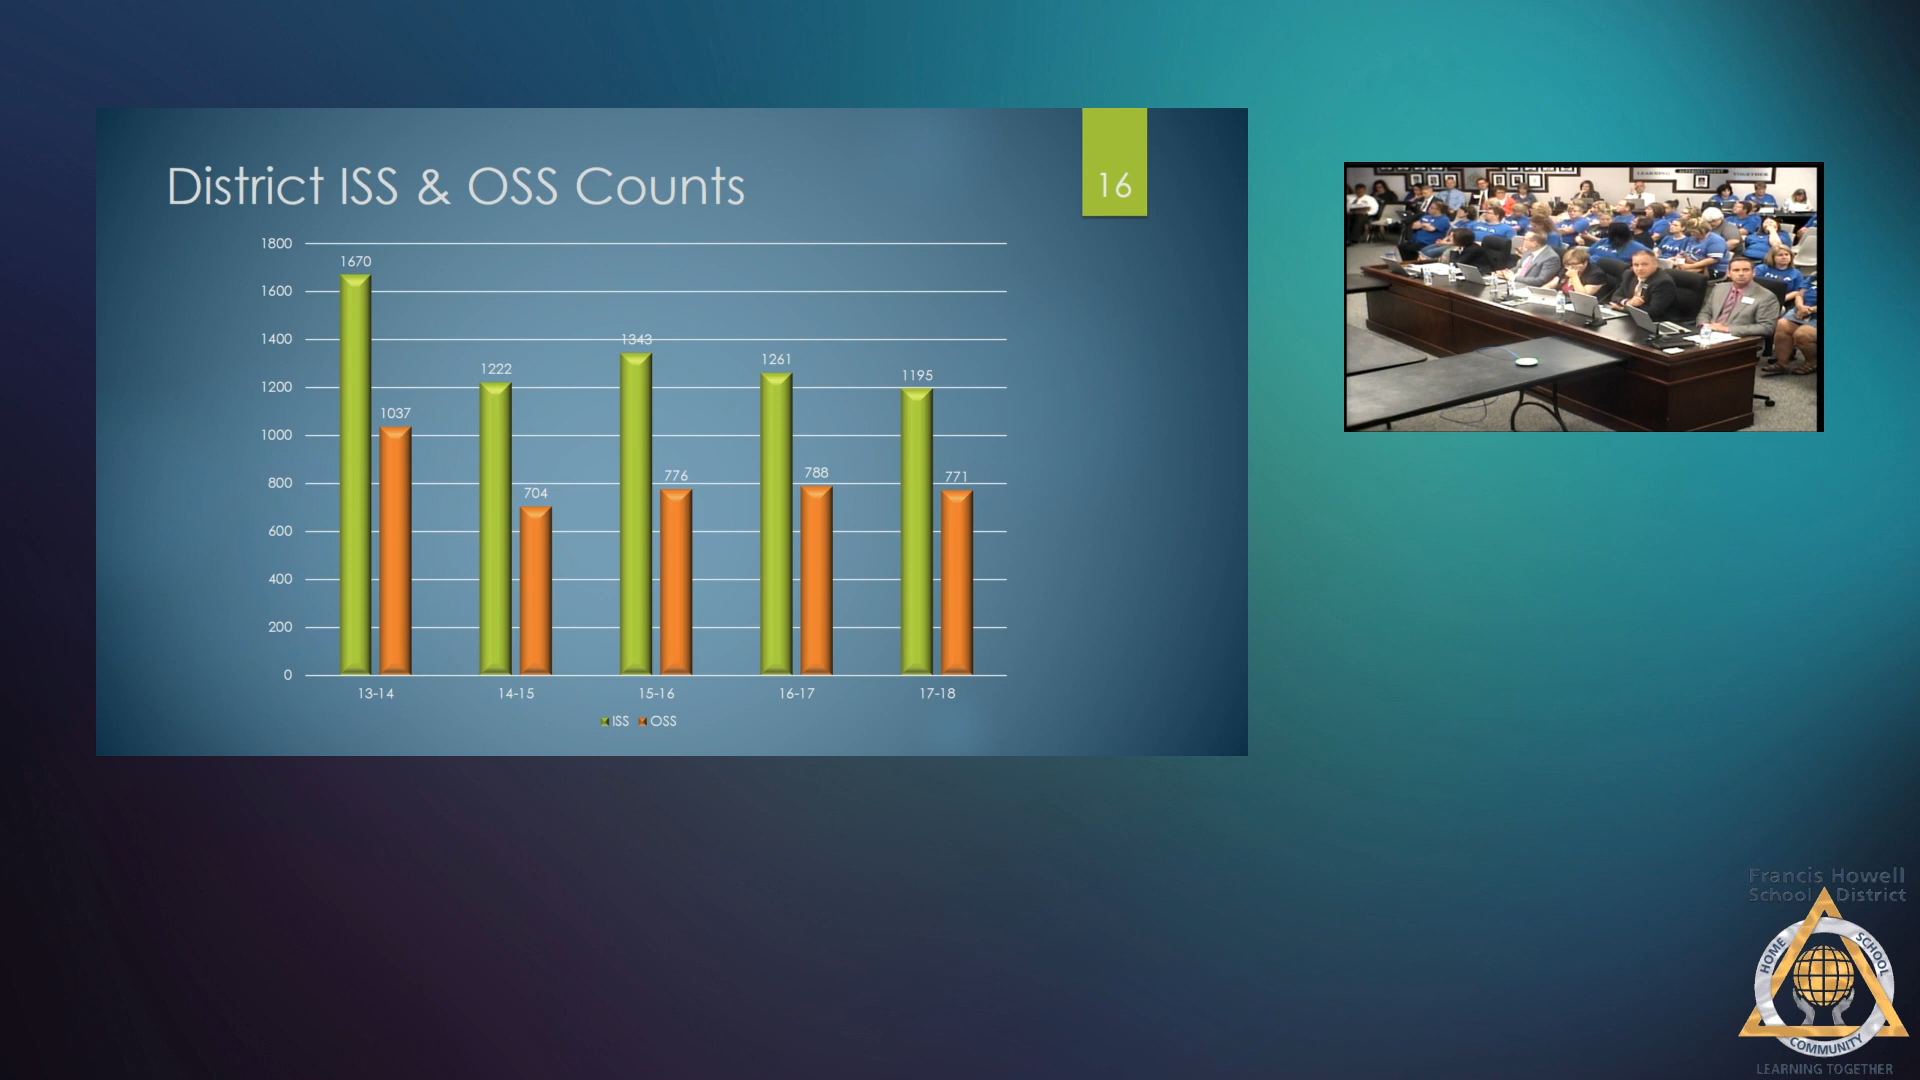 District ISS & OSS Counts
16
1800
1600
1400
1200
1000
800
600
400
200
0
1670
1037
1222
704
1343
776
1261
788
1195
771
13-14
14-15
15-16
16-17
17-18
ISS
OSS
LEARNING
TOGETHER
Francis Howell
School District
HOME
SCHOOL
COMMUNITY
LEARNING TOGETHER